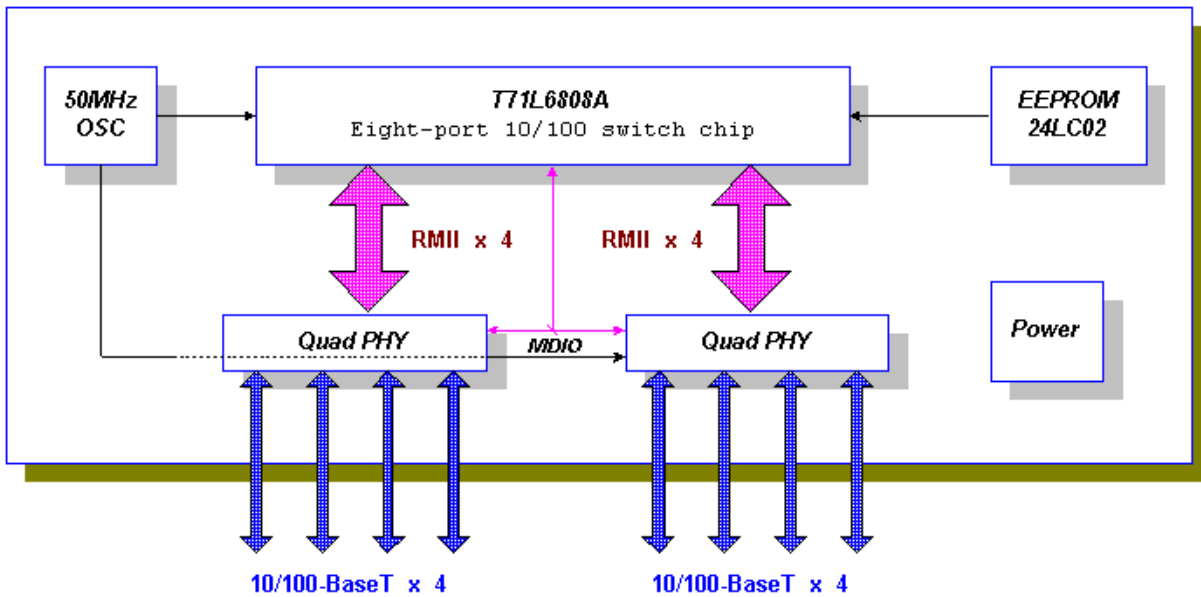 50MHz
OSC
T71L6808A
Eight-port 10/100 switch chip
EEPROM
24LC02
RMII x 4
RMII x 4
Quad PHY
MDIO
Quad PHY
Power
10/100-BaseT x 4
10/100-BaseT x 4